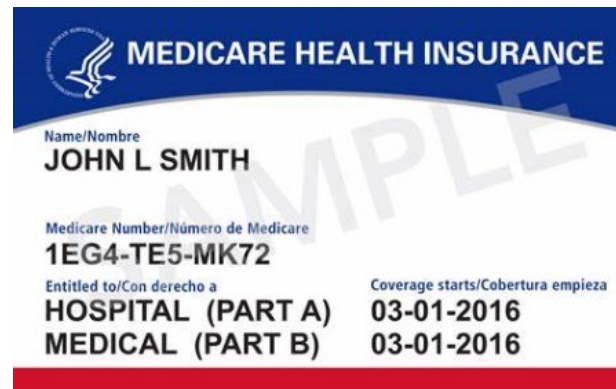 MEDICARE HEALTH INSURANCE
Name/Nombre
JOHN L SMITH
Medicare Number/Número de Medicare
1EG4-TE5-MK72
Entitled to/Con derecho a
Coverage starts/Cobertura empieza
HOSPITAL (PART A) 03-01-2016
MEDICAL (PART B) 03-01-2016
SAMPLE